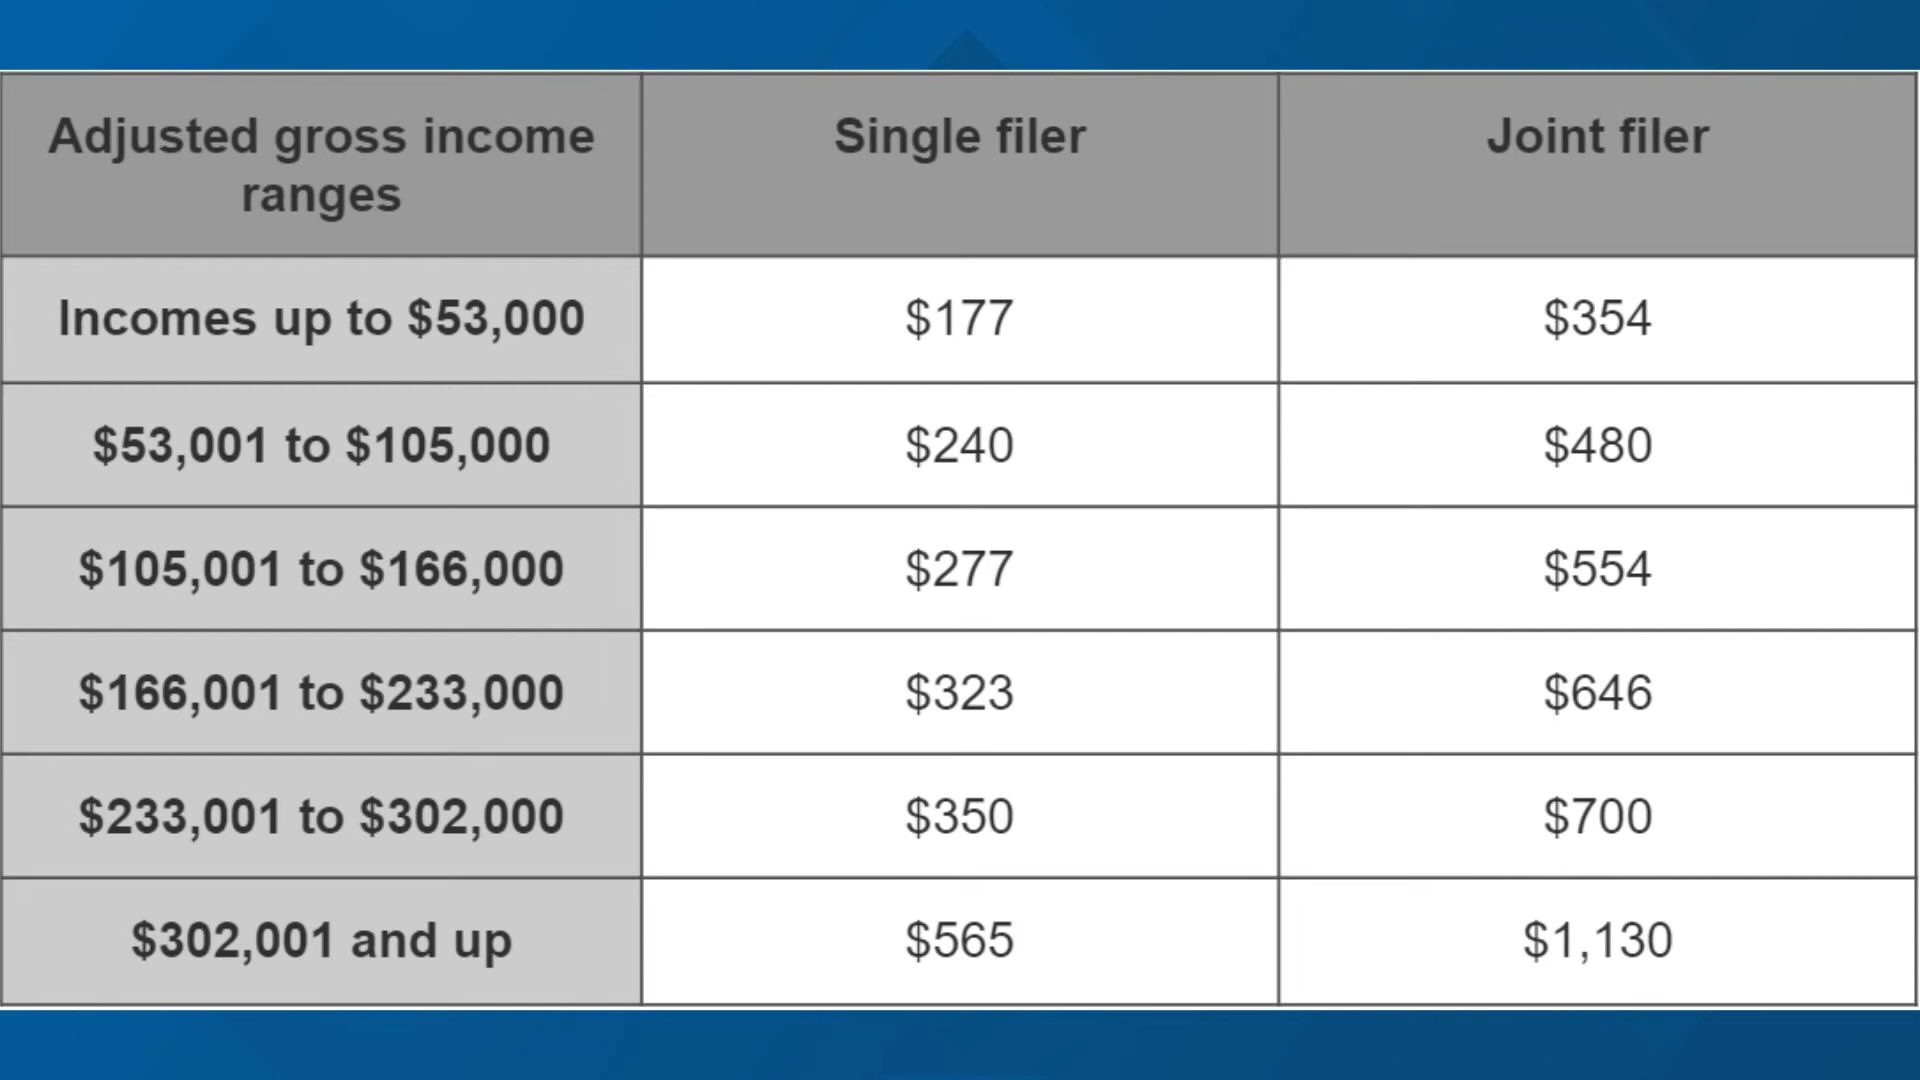 Adjusted gross income
ranges
Single filer
Joint filer
Incomes up to $53,000
$177
$354
$53,001 to $105,000
$240
$480
$105,001 to $166,000
$277
$554
$166,001 to $233,000
$323
$646
$233,001 to $302,000
$350
$700
$302,001 and up
$565
$1,130